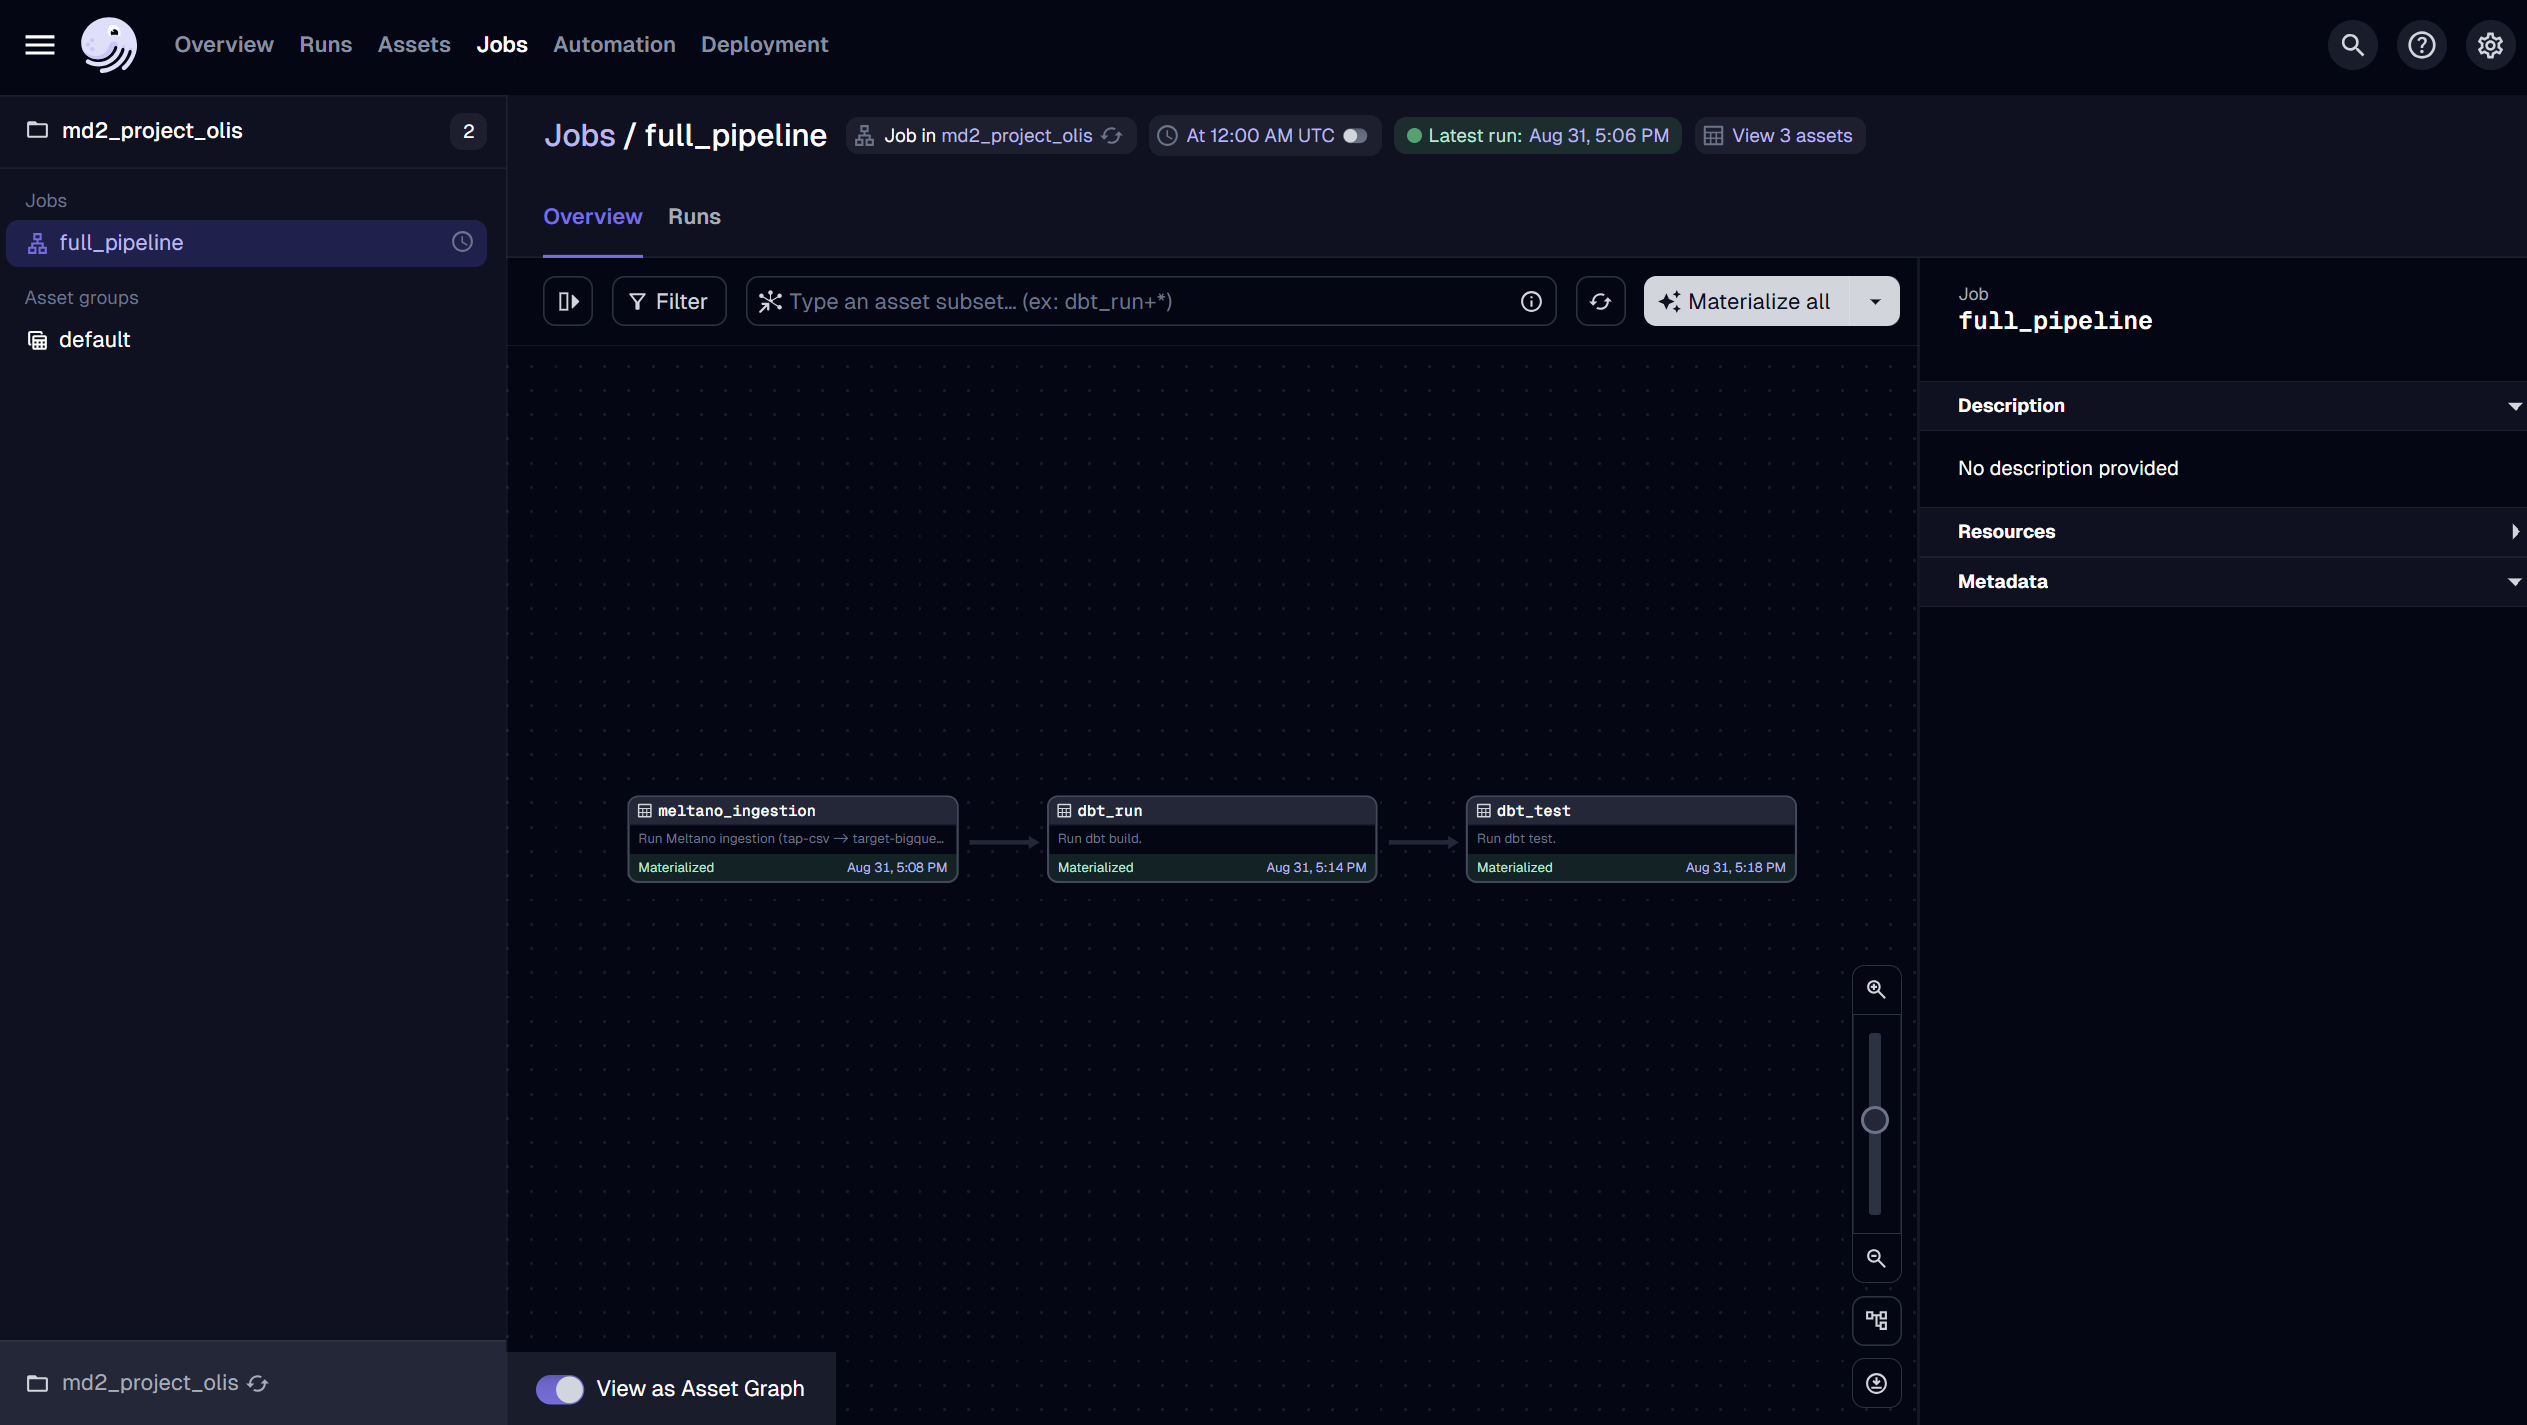 Overview Runs Assets Jobs Automation Deployment
md2_project_olis 2
Jobs
full_pipeline
Asset groups
default
Jobs / full_pipeline Job in md2_project_olis At 12:00 AM UTC Latest run: Aug 31, 5:06 PM View 3 assets
Overview Runs
Filter Type an asset subset… (ex: dbt_run+*) Materialize all
meltano_ingestion
Run Meltano ingestion (tap-csv → target-bigque…
Materialized Aug 31, 5:08 PM
dbt_run
Run dbt build.
Materialized Aug 31, 5:14 PM
dbt_test
Run dbt test.
Materialized Aug 31, 5:18 PM
Job
full_pipeline
Description
No description provided
Resources
Metadata
md2_project_olis
View as Asset Graph